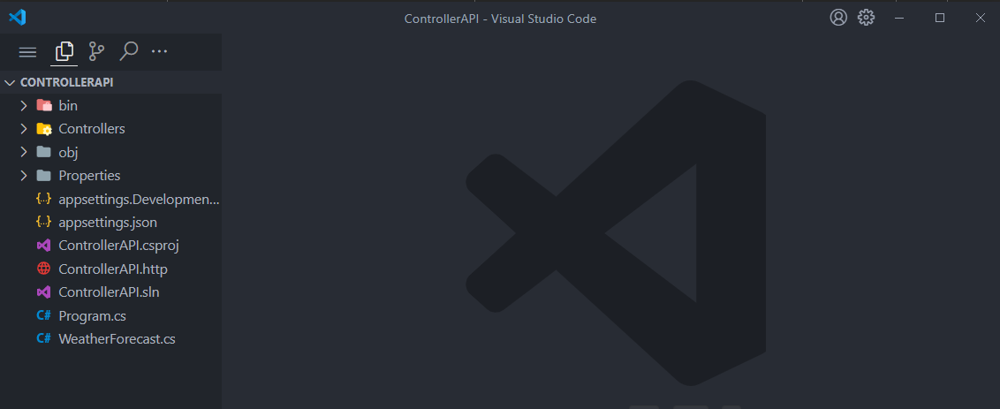 ControllerAPI - Visual Studio Code
CONTROLLERAPI
bin
Controllers
obj
Properties
appsettings.Developmen...
appsettings.json
ControllerAPI.csproj
ControllerAPI.http
ControllerAPI.sln
C# Program.cs
C# WeatherForecast.cs